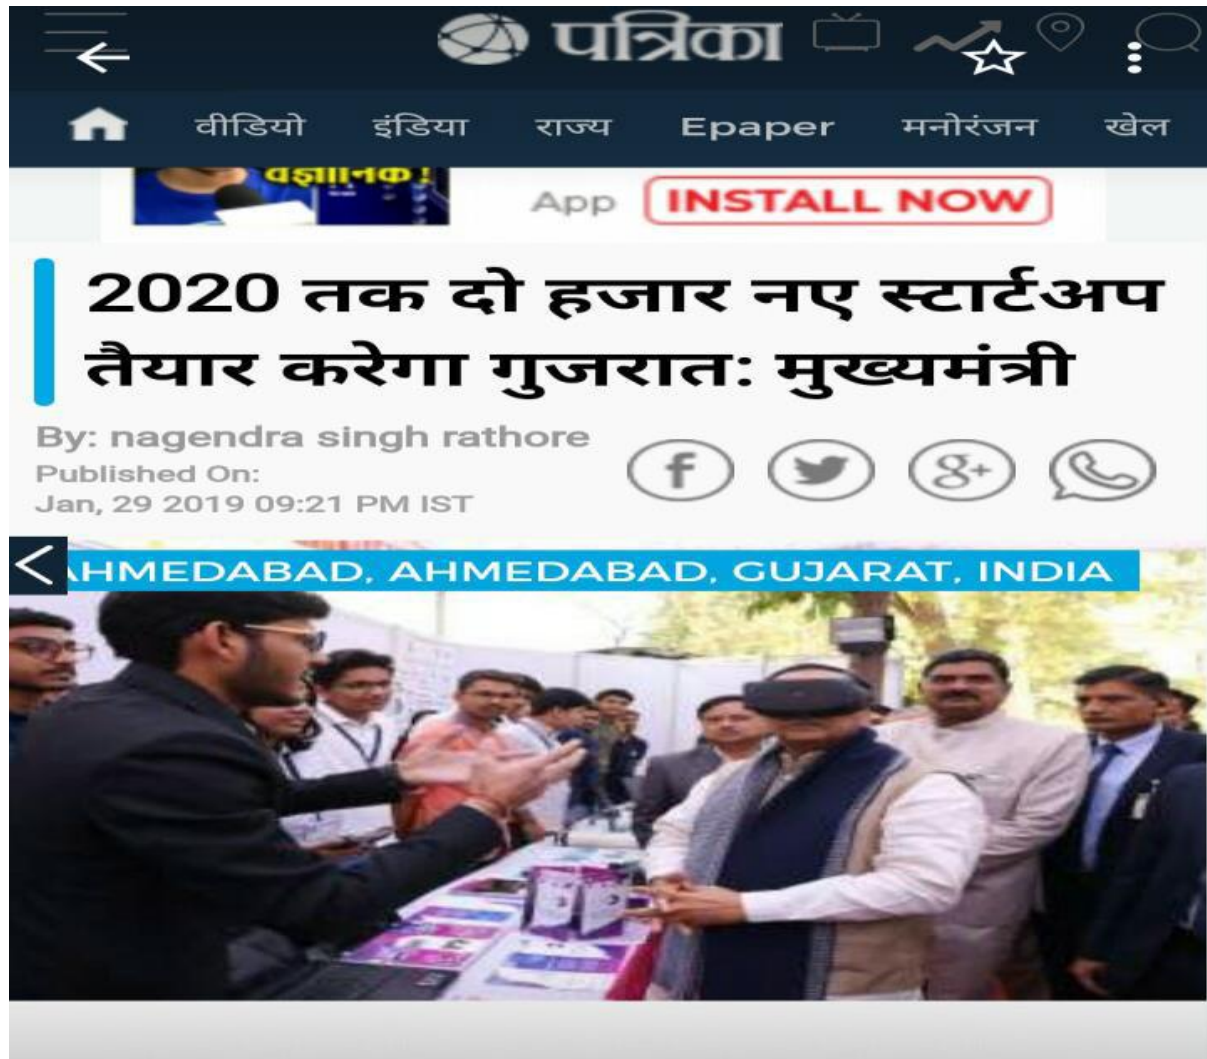 पत्रिका
वीडियो इंडिया राज्य Epaper मनोरंजन खेल
App INSTALL NOW
2020 तक दो हजार नए स्टार्टअप
तैयार करेगा गुजरात: मुख्यमंत्री
By: nagendra singh rathore
Published On:
Jan, 29 2019 09:21 PM IST
AHMEDABAD, AHMEDABAD, GUJARAT, INDIA